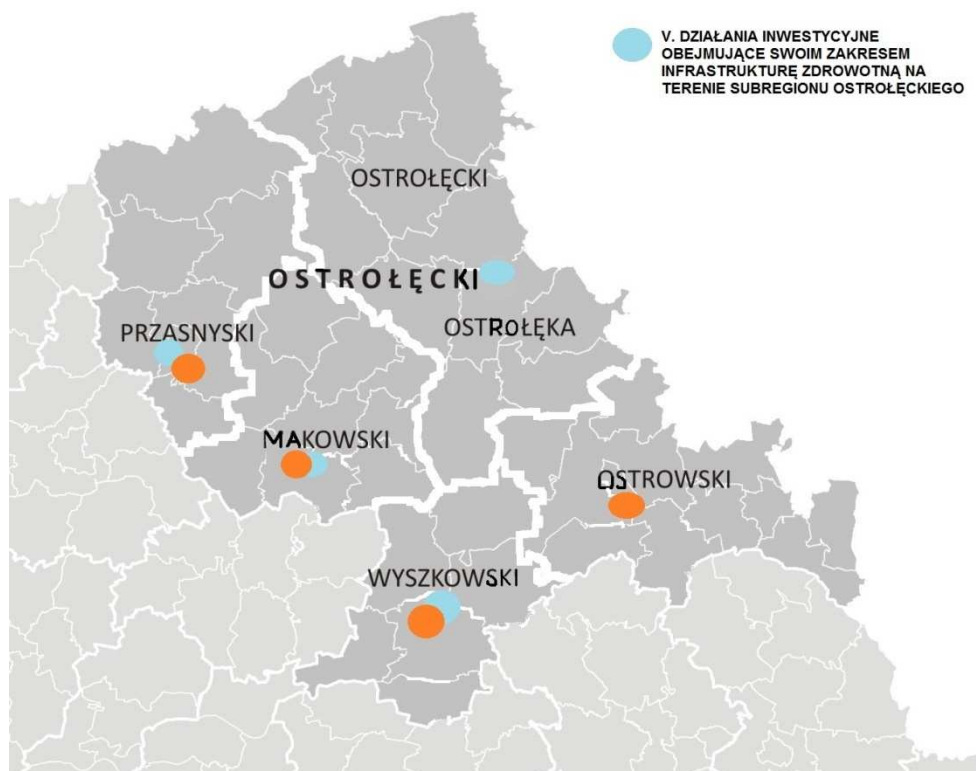 V. DZIAŁANIA INWESTYCYJNE
OBEJMUJĄCE SWOIM ZAKRESEM
INFRASTRUKTURĘ ZDROWOTNĄ NA
TERENIE SUBREGIONU OSTROŁĘCKIEGO
OSTROŁĘCKI
OSTROŁĘCKI
OSTROŁĘKA
PRZASNYSKI
MAKOWSKI
OSTROWSKI
WYSZKOWSKI